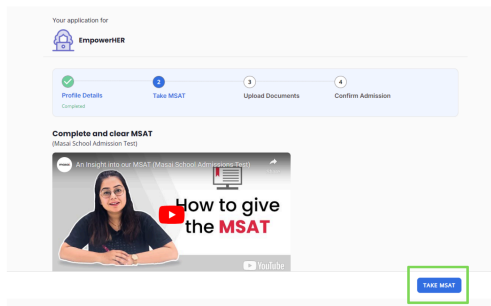 Your application for
EmpowerHER
2
3
4
Profile Details
Take MSAT
Upload Documents
Confirm Admission
Completed
Complete and clear MSAT
(Masai School Admission Test)
An Insight into our MSAT (Masai School Admissions Test)
How to give
the MSAT
YouTube
TAKE MSAT